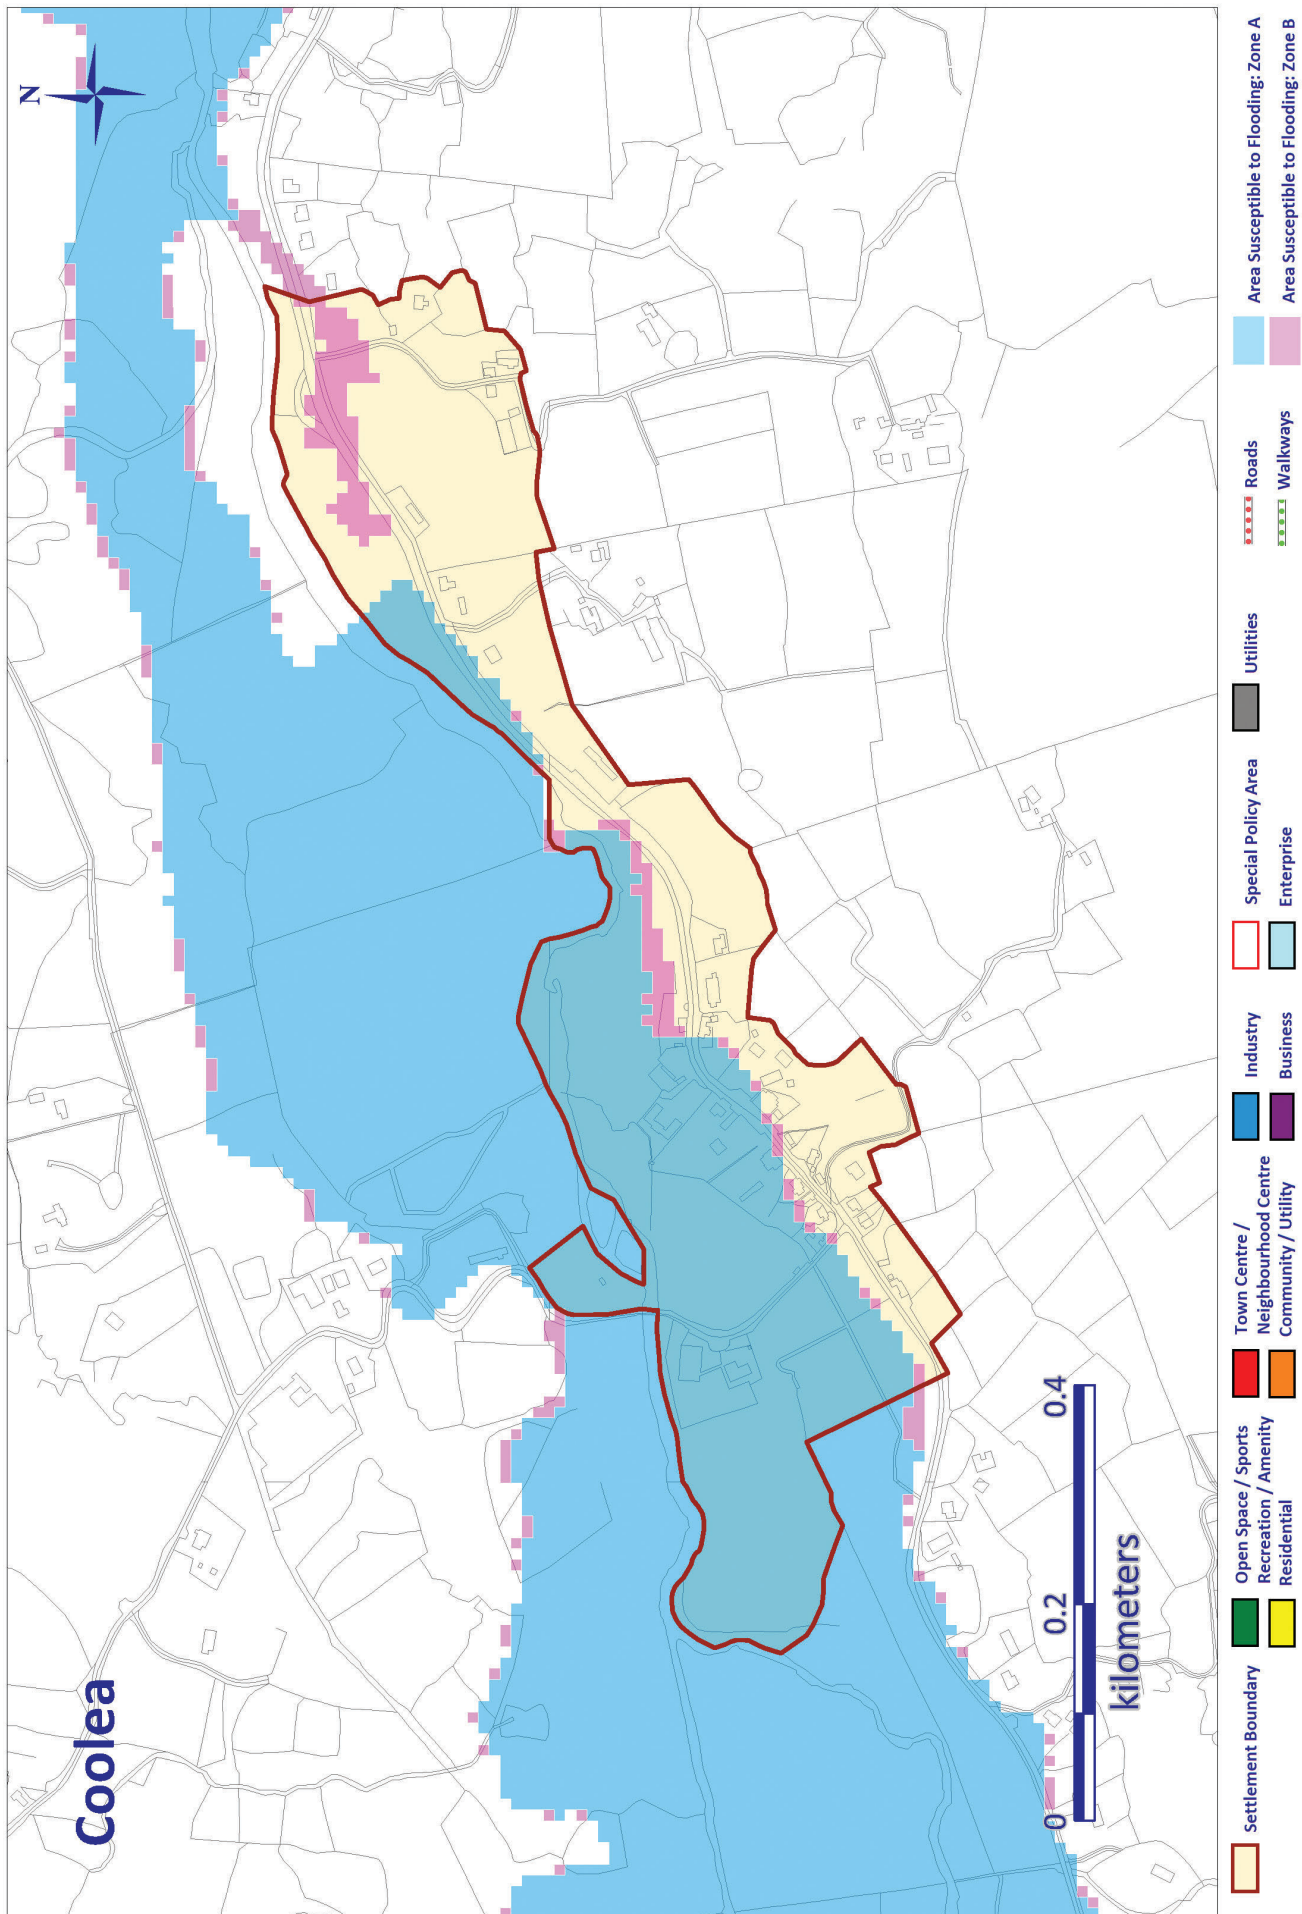 Coolea
N
0 0.2 0.4
kilometers
Settlement Boundary
Open Space / Sports
Recreation / Amenity
Residential
Town Centre /
Neighbourhood Centre
Community / Utility
Industry
Business
Special Policy Area
Enterprise
Utilities
Roads
Walkways
Area Susceptible to Flooding: Zone A
Area Susceptible to Flooding: Zone B